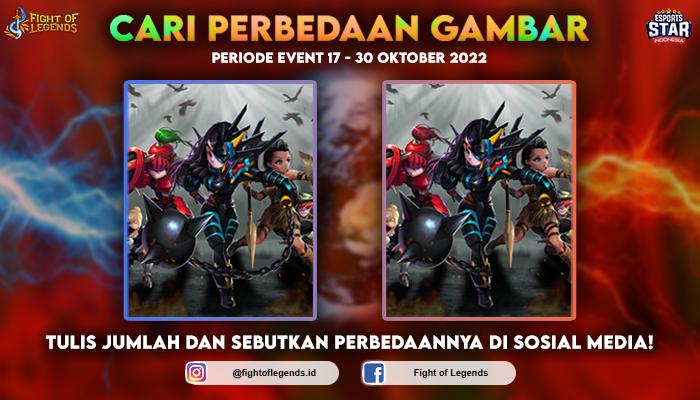 FIGHT OF
LEGENDS
CARI PERBEDAAN GAMBAR
ESPORTS
STAR
INDONESIA
PERIODE EVENT 17 - 30 OKTOBER 2022
TULIS JUMLAH DAN SEBUTKAN PERBEDAANNYA DI SOSIAL MEDIA!
@fightoflegends.id
Fight of Legends